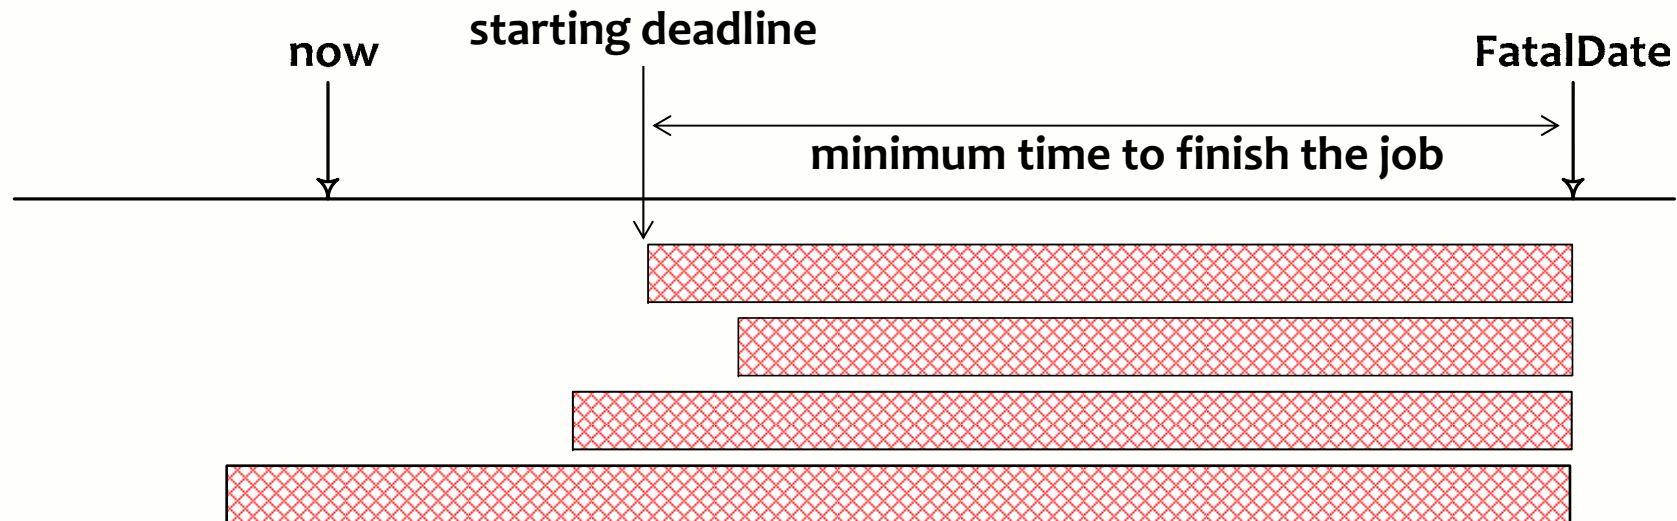 starting deadline
now
FatalDate
minimum time to finish the job